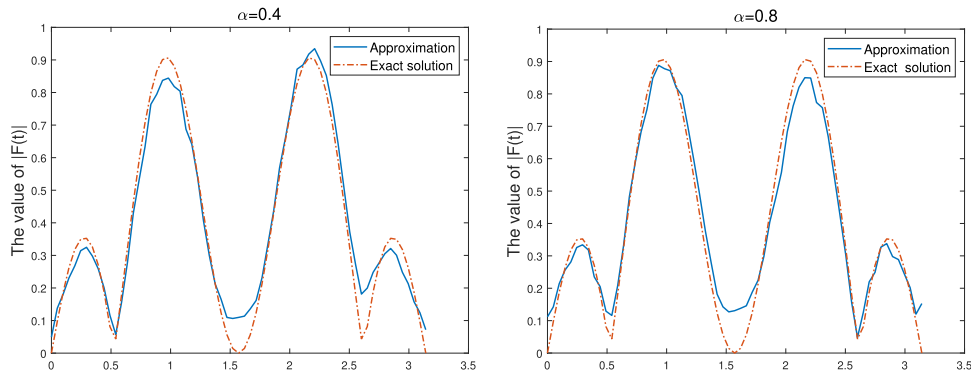 α=0.4
The value of |F(t)|
1
0.9
0.8
0.7
0.6
0.5
0.4
0.3
0.2
0.1
0
0 0.5 1 1.5 2 2.5 3 3.5
Approximation
Exact solution
α=0.8
The value of |F(t)|
1
0.9
0.8
0.7
0.6
0.5
0.4
0.3
0.2
0.1
0
0 0.5 1 1.5 2 2.5 3 3.5
Approximation
Exact solution